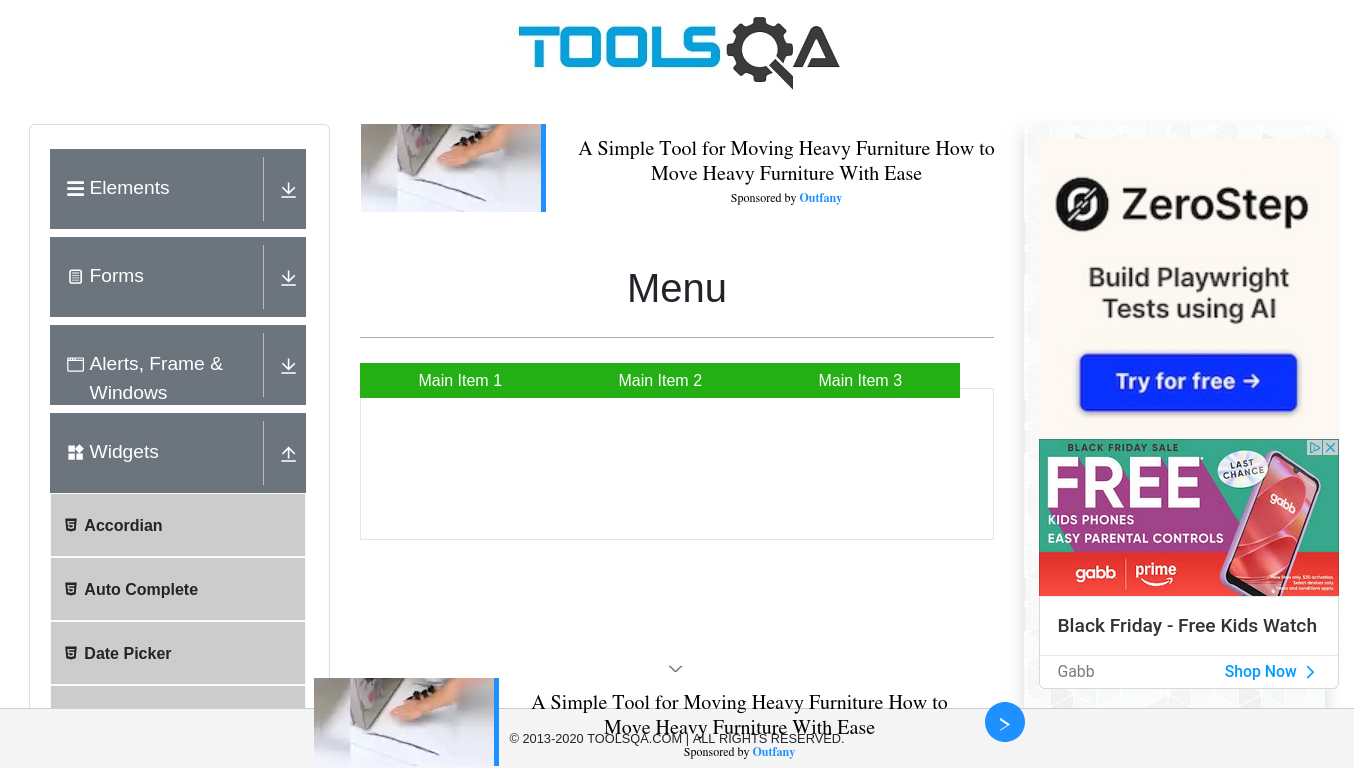 TOOLSQA
Elements
Forms
Alerts, Frame &
Windows
Widgets
Accordian
Auto Complete
Date Picker
A Simple Tool for Moving Heavy Furniture How to
Move Heavy Furniture With Ease
Sponsored by Outfany
Menu
Main Item 1
Main Item 2
Main Item 3
ZeroStep
Build Playwright
Tests using AI
Try for free →
BLACK FRIDAY SALE
FREE
LAST
CHANCE
KIDS PHONES
EASY PARENTAL CONTROLS
gabb
gabb
prime
Black Friday - Free Kids Watch
Gabb
Shop Now
A Simple Tool for Moving Heavy Furniture How to
Move Heavy Furniture With Ease
© 2013-2020 TOOLSQA.COM | ALL RIGHTS RESERVED.
Sponsored by Outfany